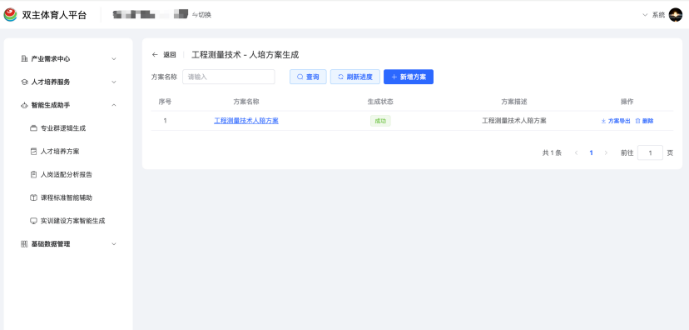 双主体育人平台
切换
系统
产业需求中心
人才培养服务
智能生成助手
专业群逻辑生成
人才培养方案
人岗适配分析报告
课程标准智能辅助
实训建设方案智能生成
基础数据管理
← 返回 工程测量技术 - 人培方案生成
方案名称 请输入 查询 刷新进度 + 新增方案
序号 方案名称 生成状态 方案描述 操作
1 工程测量技术人培方案 成功 工程测量技术人培方案 方案导出 删除
共 1 条 < 1 > 前往 1 页